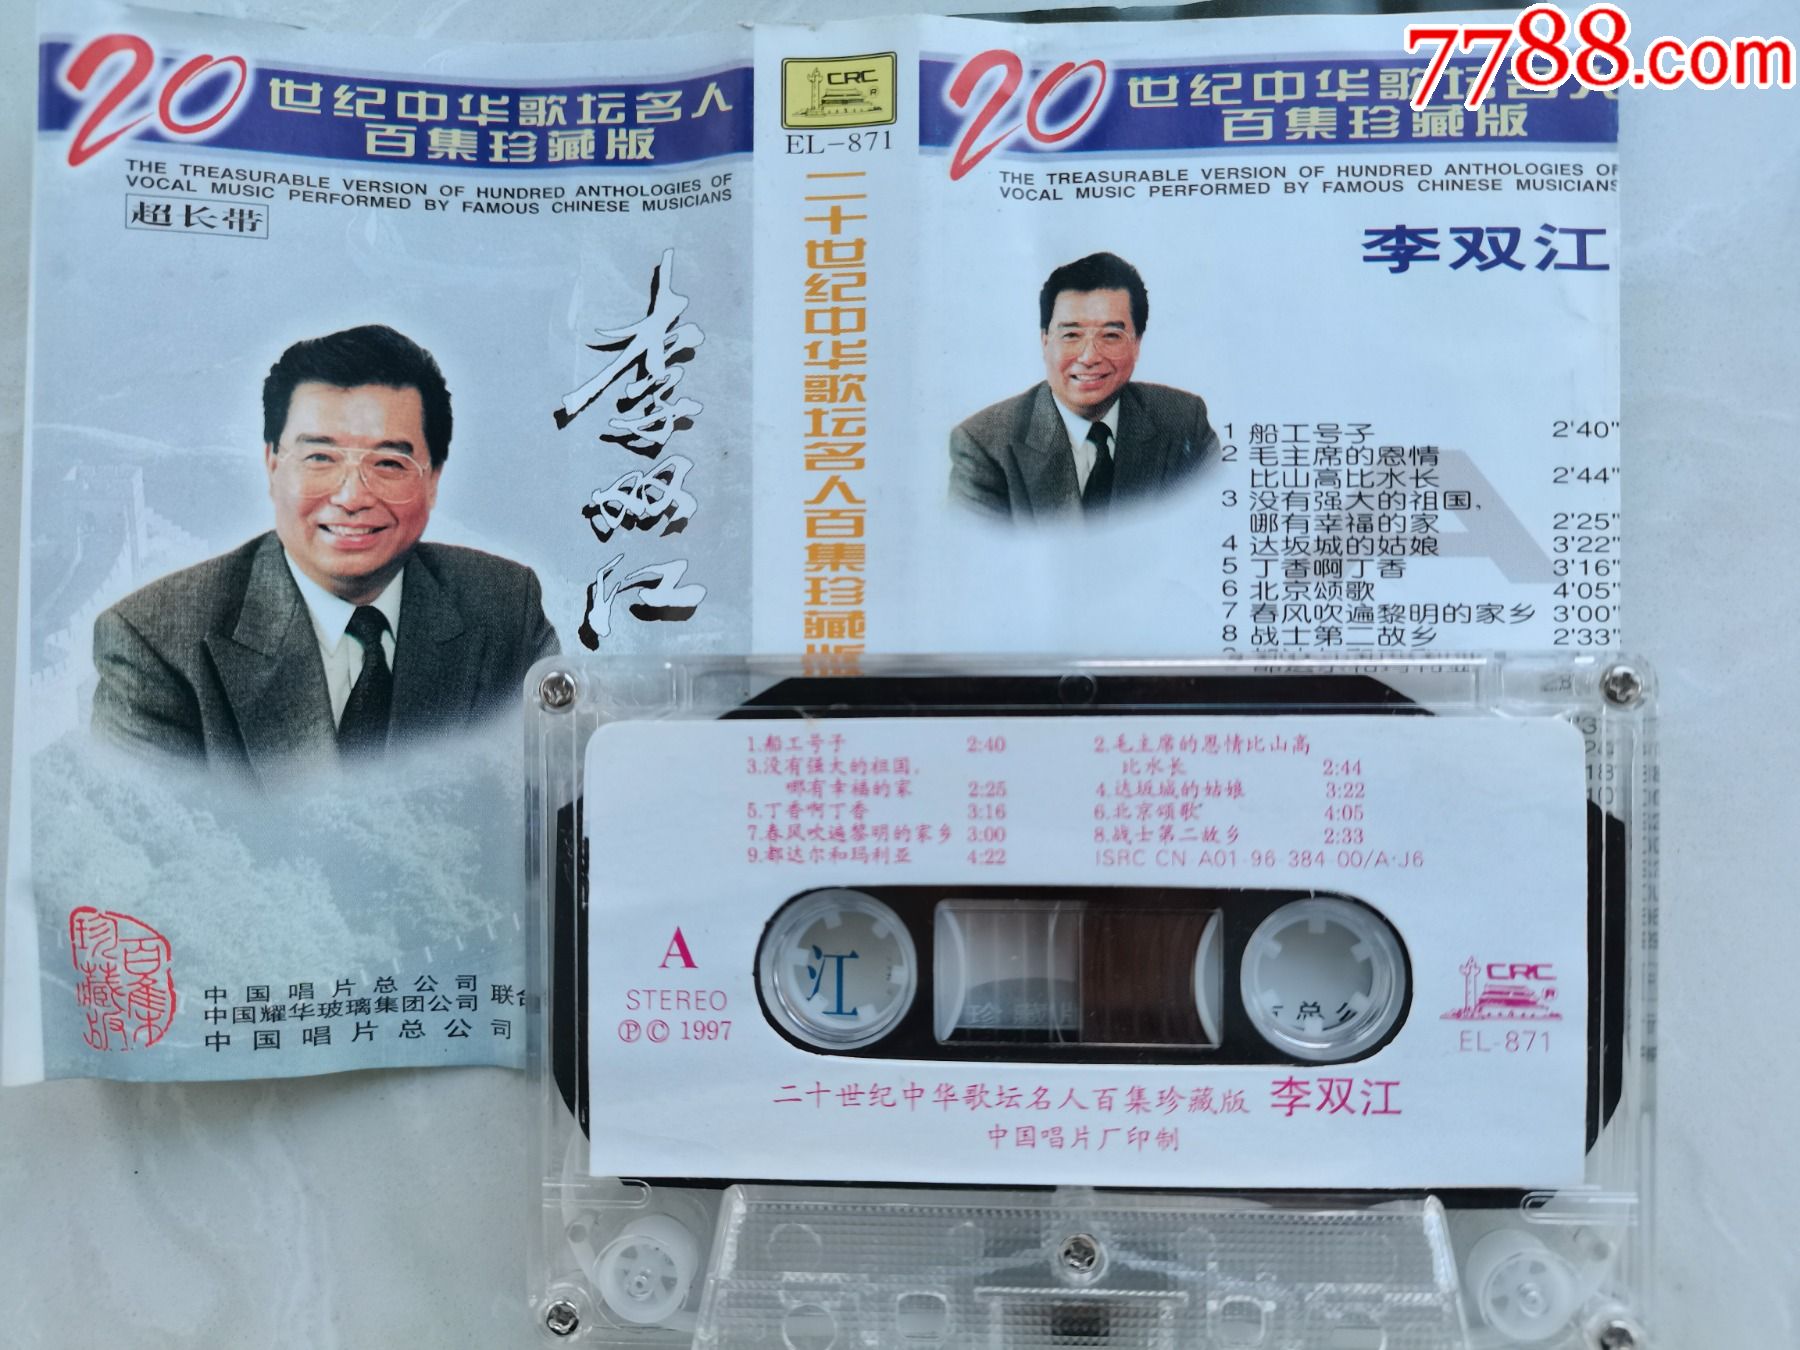 7788.com
20
世纪中华歌坛名人
百集珍藏版
THE TREASURABLE VERSION OF HUNDRED ANTHOLOGIES OF
VOCAL MUSIC PERFORMED BY FAMOUS CHINESE MUSICIANS
超长带
李双江
百集
珍藏版
中国唱片总公司
中国耀华玻璃集团公司
联合
中国唱片总公司
CRC
EL-871
二十世纪中华歌坛名人百集珍藏版
20
世纪中华歌坛名人
百集珍藏版
THE TREASURABLE VERSION OF HUNDRED ANTHOLOGIES OF
VOCAL MUSIC PERFORMED BY FAMOUS CHINESE MUSICIANS
李双江
A
1 船工号子 2'40"
2 毛主席的恩情
比山高比水长 2'44"
3 没有强大的祖国,
哪有幸福的家 2'25"
4 达坂城的姑娘 3'22"
5 丁香啊丁香 3'16"
6 北京颂歌 4'05"
7 春风吹遍黎明的家乡 3'00"
8 战士第二故乡 2'33"
1.船工号子 2:40
2.毛主席的恩情比山高
比水长 2:44
3.没有强大的祖国,
哪有幸福的家 2:25
4.达坂城的姑娘 3:22
5.丁香啊丁香 3:16
6.北京颂歌 4:05
7.春风吹遍黎明的家乡 3:00
8.战士第二故乡 2:33
9.都达尔和玛利亚 4:22
ISRC CN-A01-96-384-00/A·J6
A
STEREO
Ⓟ© 1997
江
CRC
EL-871
二十世纪中华歌坛名人百集珍藏版 李双江
中国唱片厂印制